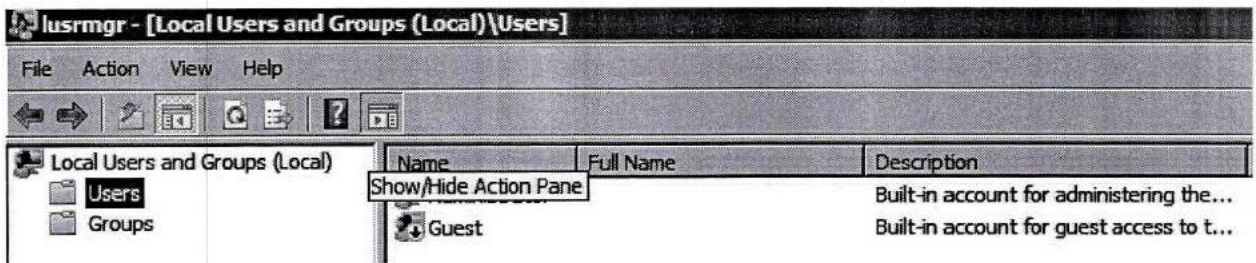 lusrmgr - [Local Users and Groups (Local)\Users]
File Action View Help
Local Users and Groups (Local) Name Full Name Description
Users Show/Hide Action Pane Built-in account for administering the...
Groups Guest Built-in account for guest access to t...